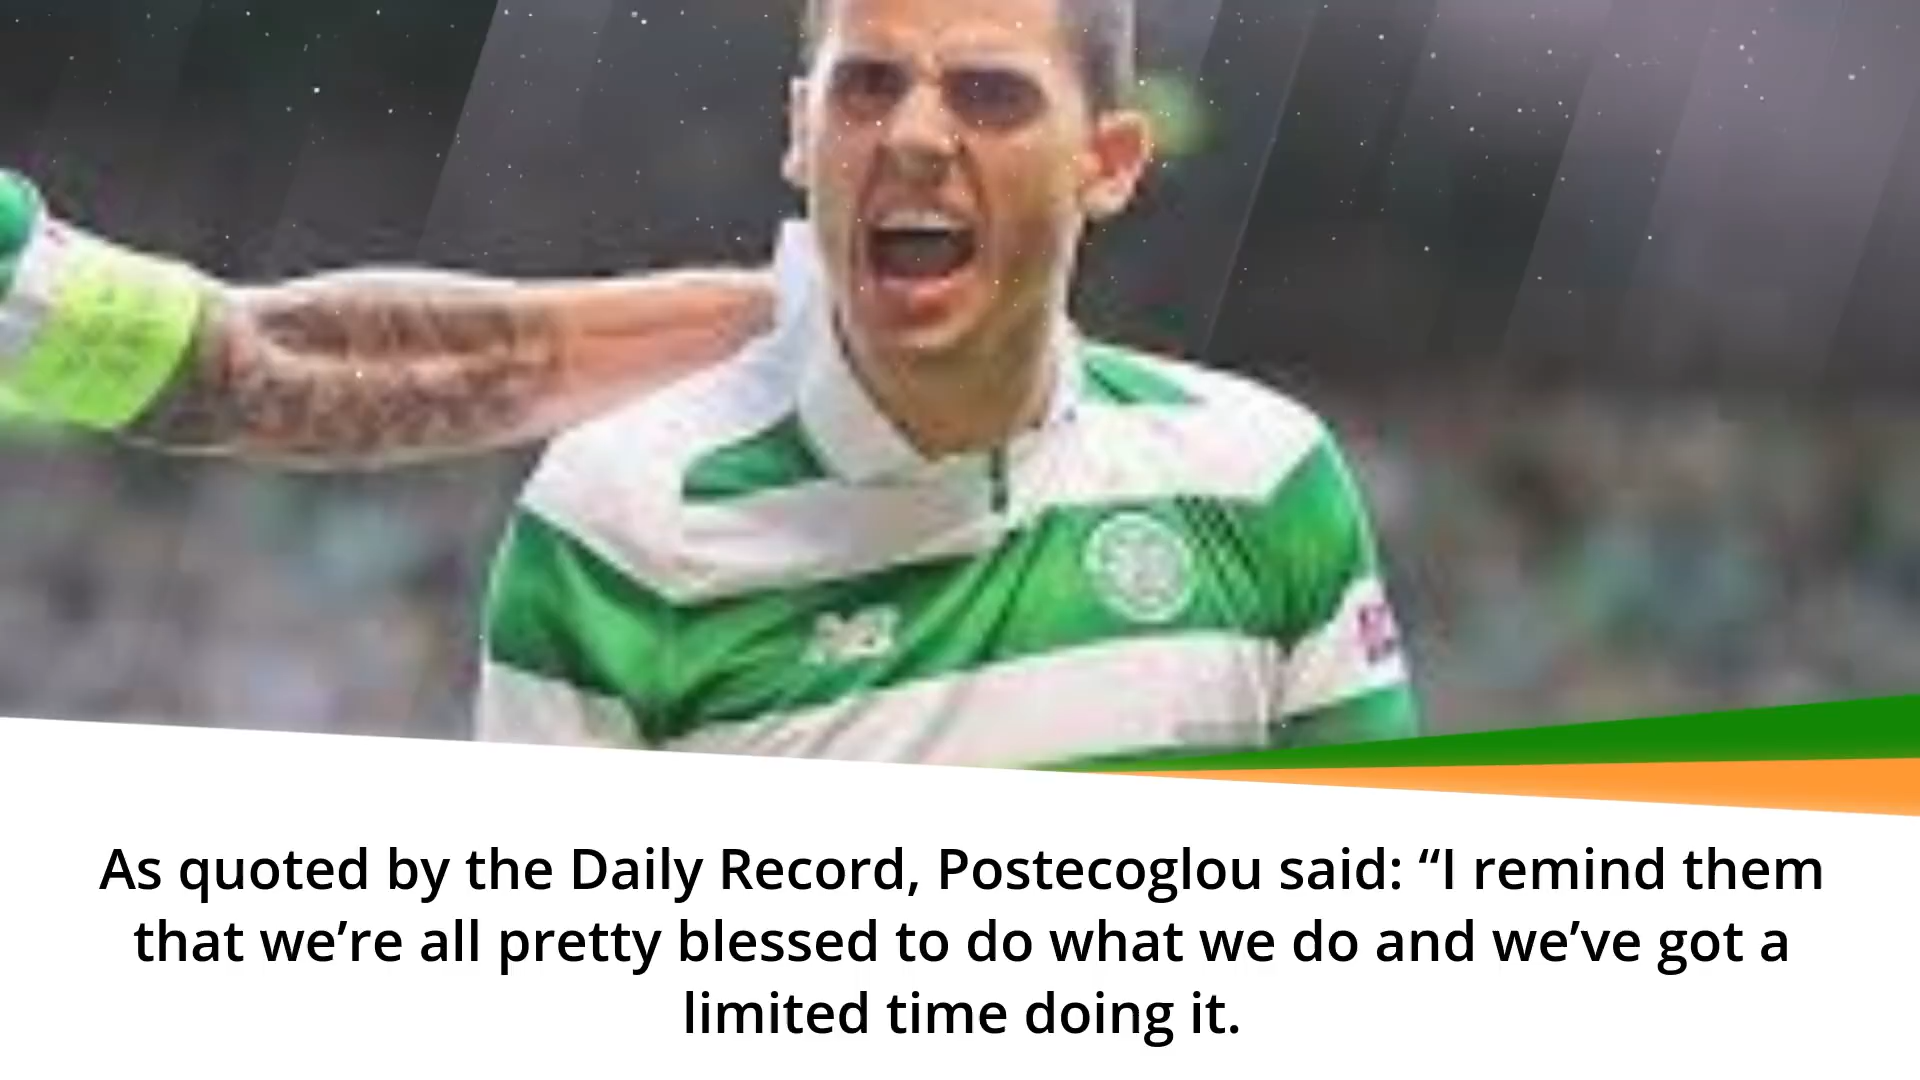 As quoted by the Daily Record, Postecoglou said: “I remind them
that we’re all pretty blessed to do what we do and we’ve got a
limited time doing it.